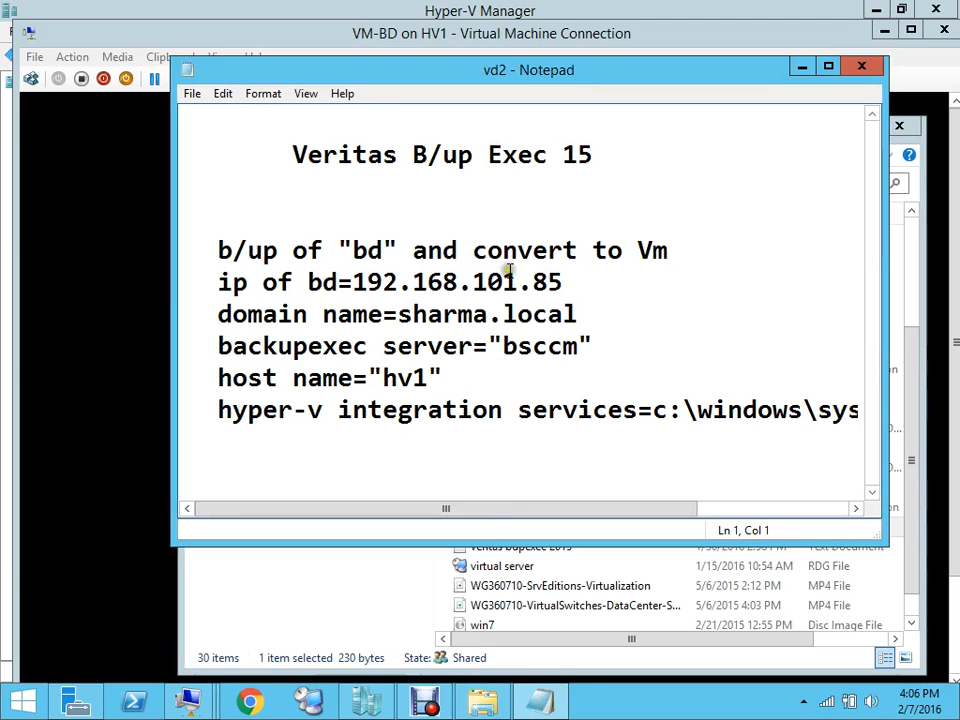 Hyper-V Manager
VM-BD on HV1 - Virtual Machine Connection
File Action Media
vd2 - Notepad
File Edit Format View Help
Veritas B/up Exec 15
b/up of "bd" and convert to Vm
ip of bd=192.168.101.85
domain name=sharma.local
backupexec server="bsccm"
host name="hv1"
hyper-v integration services=c:\windows\sys
Ln 1, Col 1
virtual server 1/15/2016 10:54 AM RDG File
WG360710-SrvEditions-Virtualization 5/6/2015 2:12 PM MP4 File
WG360710-VirtualSwitches-DataCenter-S... 5/6/2015 4:03 PM MP4 File
win7 2/21/2015 12:55 PM Disc Image File
30 items 1 item selected 230 bytes State: Shared
4:06 PM
2/7/2016